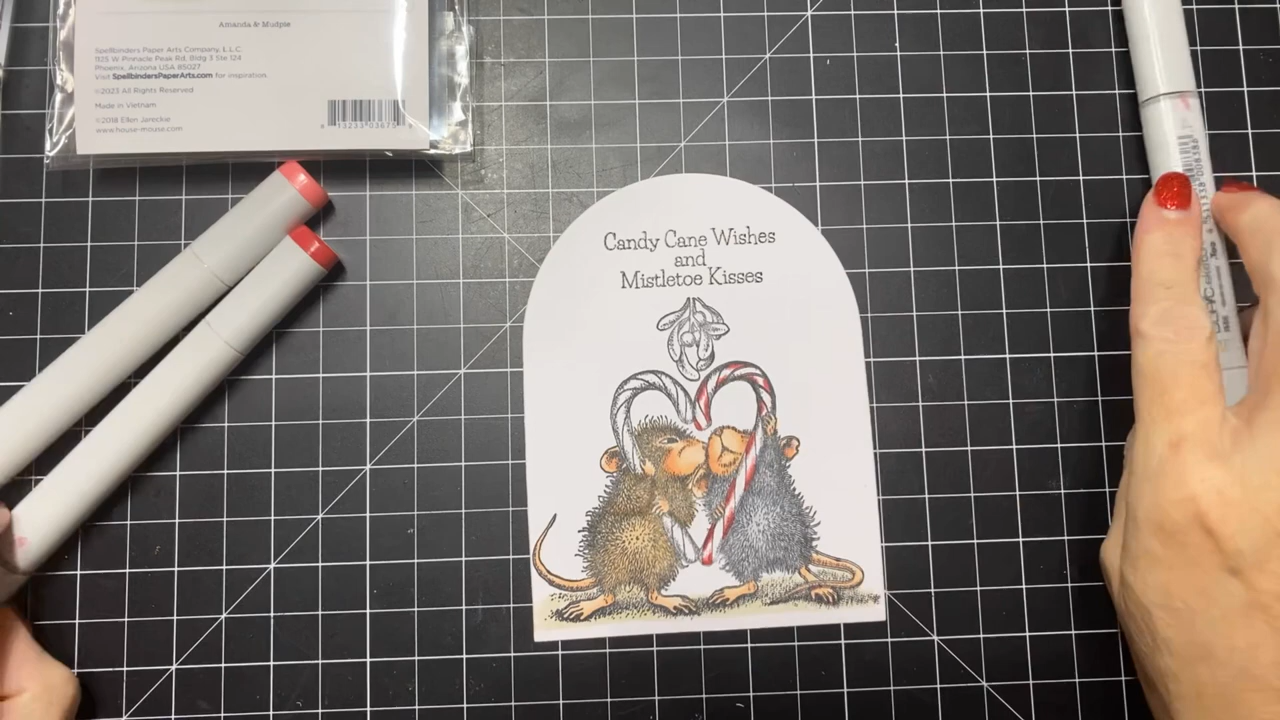 Amanda & Mudpie
Spellbinders Paper Arts Company, L.L.C.
1125 W Pinnacle Peak Rd, Bldg 3 Ste 124
Phoenix, Arizona USA 85027
Visit SpellbindersPaperArts.com for inspiration.
©2023 All Rights Reserved
Made in Vietnam
©2018 Ellen Jareckie
www.house-mouse.com
Candy Cane Wishes
and
Mistletoe Kisses